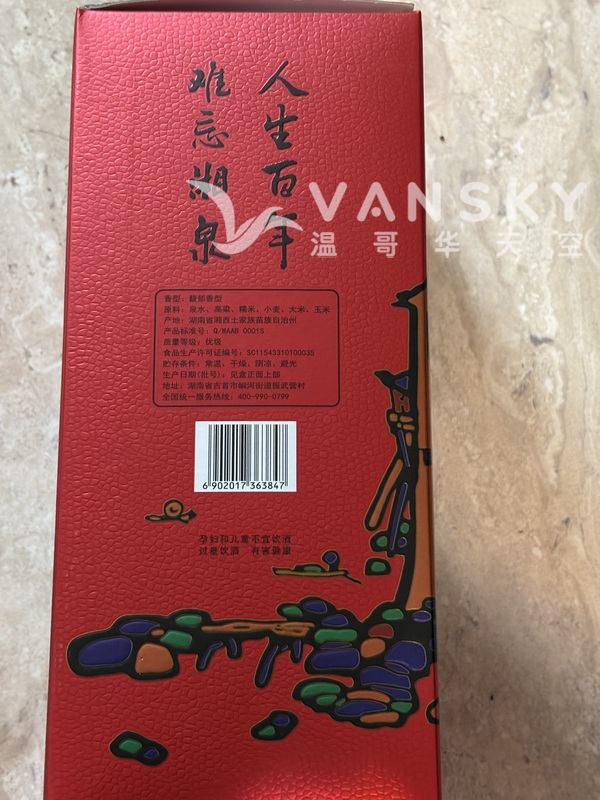 人生百年
难忘湘泉
VANSKY
温哥华天空
香型：馥郁香型
原料：泉水、高粱、糯米、小麦、大米、玉米
产地：湖南省湘西土家族苗族自治州
产品标准号：Q/WAAB 0001S
质量等级：优级
食品生产许可证编号：SC11543310100035
贮存条件：常温、干燥、阴凉、避光
生产日期(批号)：见盒正面上部
地址：湖南省吉首市峒河街道振武营村
全国统一服务热线：400-990-0799
6 902017 363847
孕妇和儿童不宜饮酒
过量饮酒 有害健康